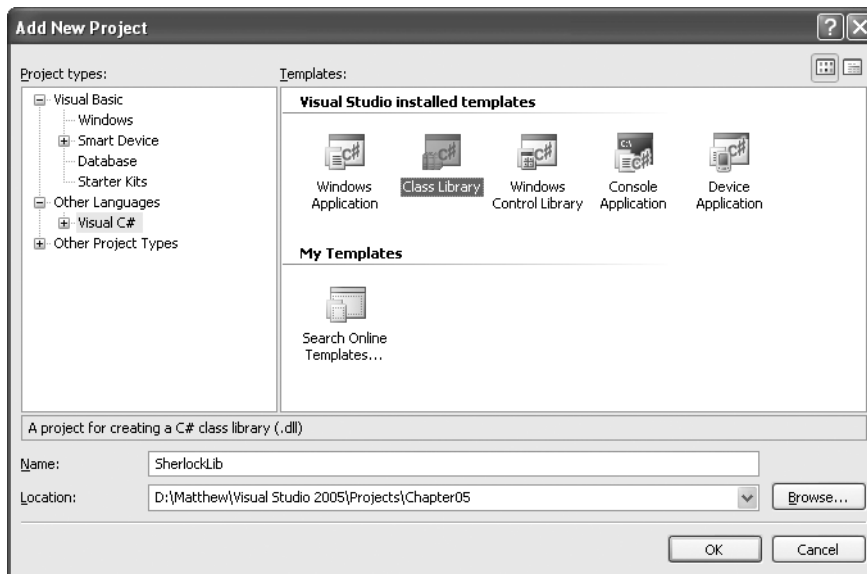 Add New Project
Project types:
Templates:
Visual Basic
Windows
Smart Device
Database
Starter Kits
Other Languages
Visual C#
Other Project Types
Visual Studio installed templates
Windows Application
Class Library
Windows Control Library
Console Application
Device Application
My Templates
Search Online Templates...
A project for creating a C# class library (.dll)
Name:
SherlockLib
Location:
D:\Matthew\Visual Studio 2005\Projects\Chapter05
Browse...
OK
Cancel